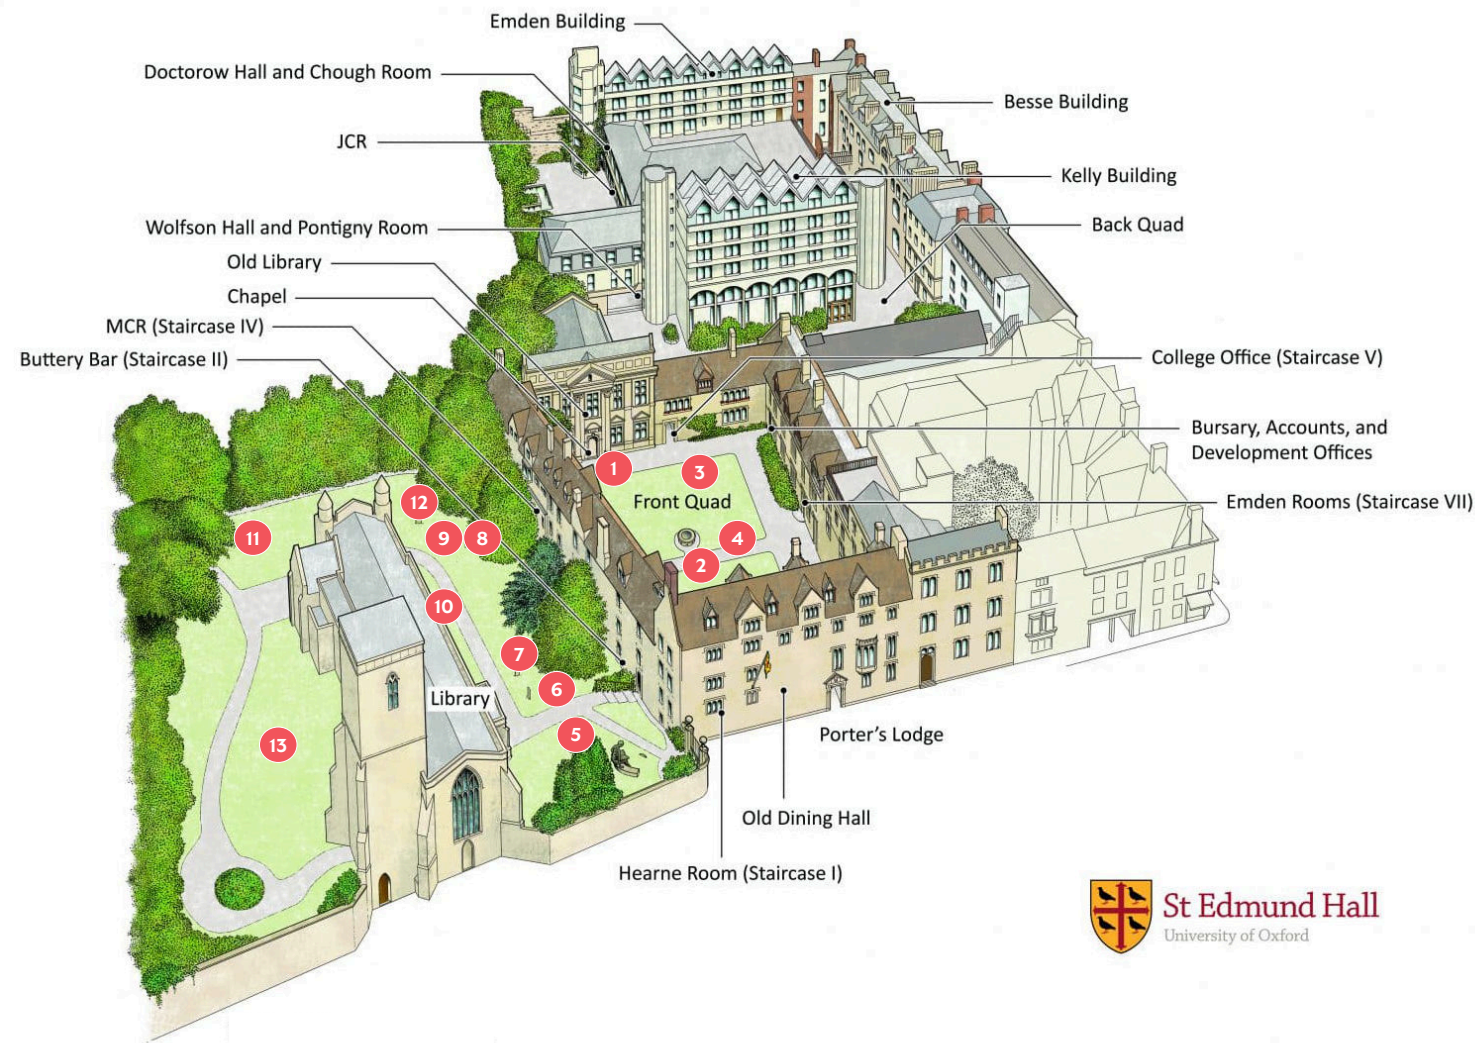 Emden Building
Doctorow Hall and Chough Room
Besse Building
JCR
Kelly Building
Back Quad
Wolfson Hall and Pontigny Room
Old Library
Chapel
MCR (Staircase IV)
Buttery Bar (Staircase II)
College Office (Staircase V)
Bursary, Accounts, and
Development Offices
1
3
Front Quad
Emden Rooms (Staircase VII)
12
11
9
8
4
2
10
7
6
Library
5
13
Porter's Lodge
Old Dining Hall
Hearne Room (Staircase I)
St Edmund Hall
University of Oxford